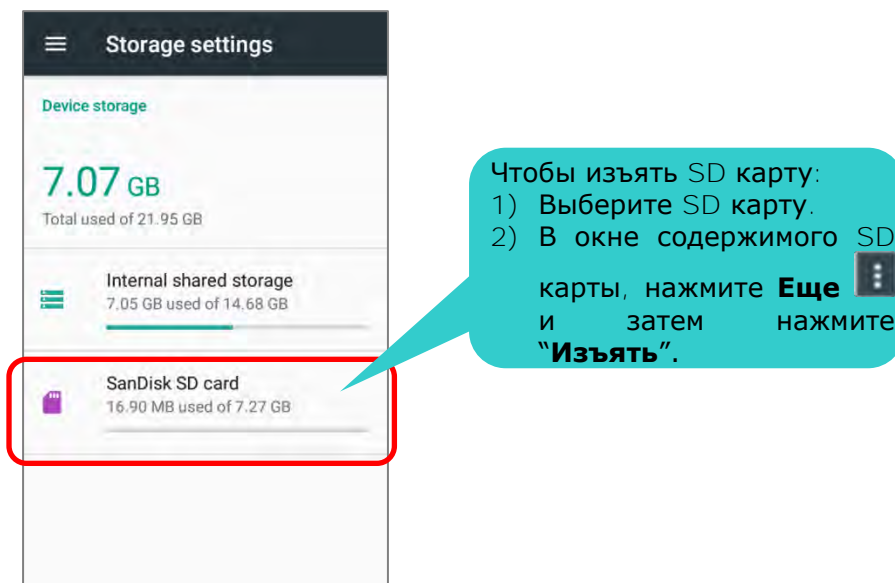 Storage settings
Device storage
7.07 GB
Total used of 21.95 GB
Internal shared storage
7.05 GB used of 14.68 GB
SanDisk SD card
16.90 MB used of 7.27 GB
Чтобы изъять SD карту:
1) Выберите SD карту.
2) В окне содержимого SD
карты, нажмите Еще
и затем нажмите
“Изъять”.